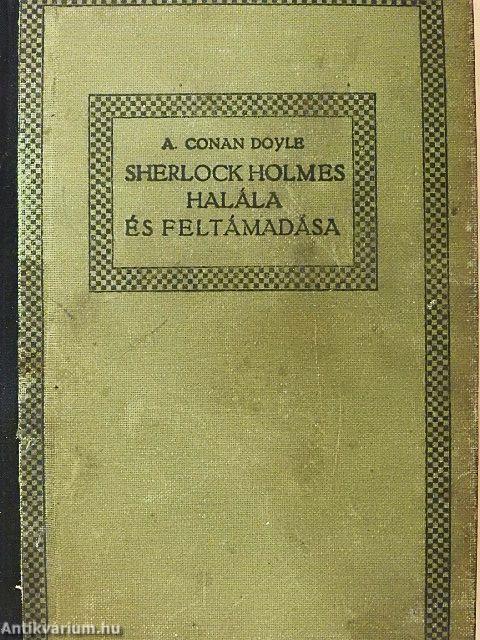 A. CONAN DOYLE
SHERLOCK HOLMES
HALÁLA
ÉS FELTÁMADÁSA
Antikvarium.hu